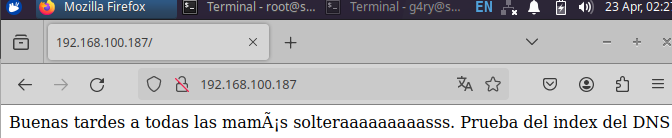 Mozilla Firefox
Terminal - root@s...
Terminal - g4ry@s...
EN
23 Apr, 02:2
192.168.100.187/
192.168.100.187
Buenas tardes a todas las mamÃ¡s solteraaaaaaaaasss. Prueba del index del DNS